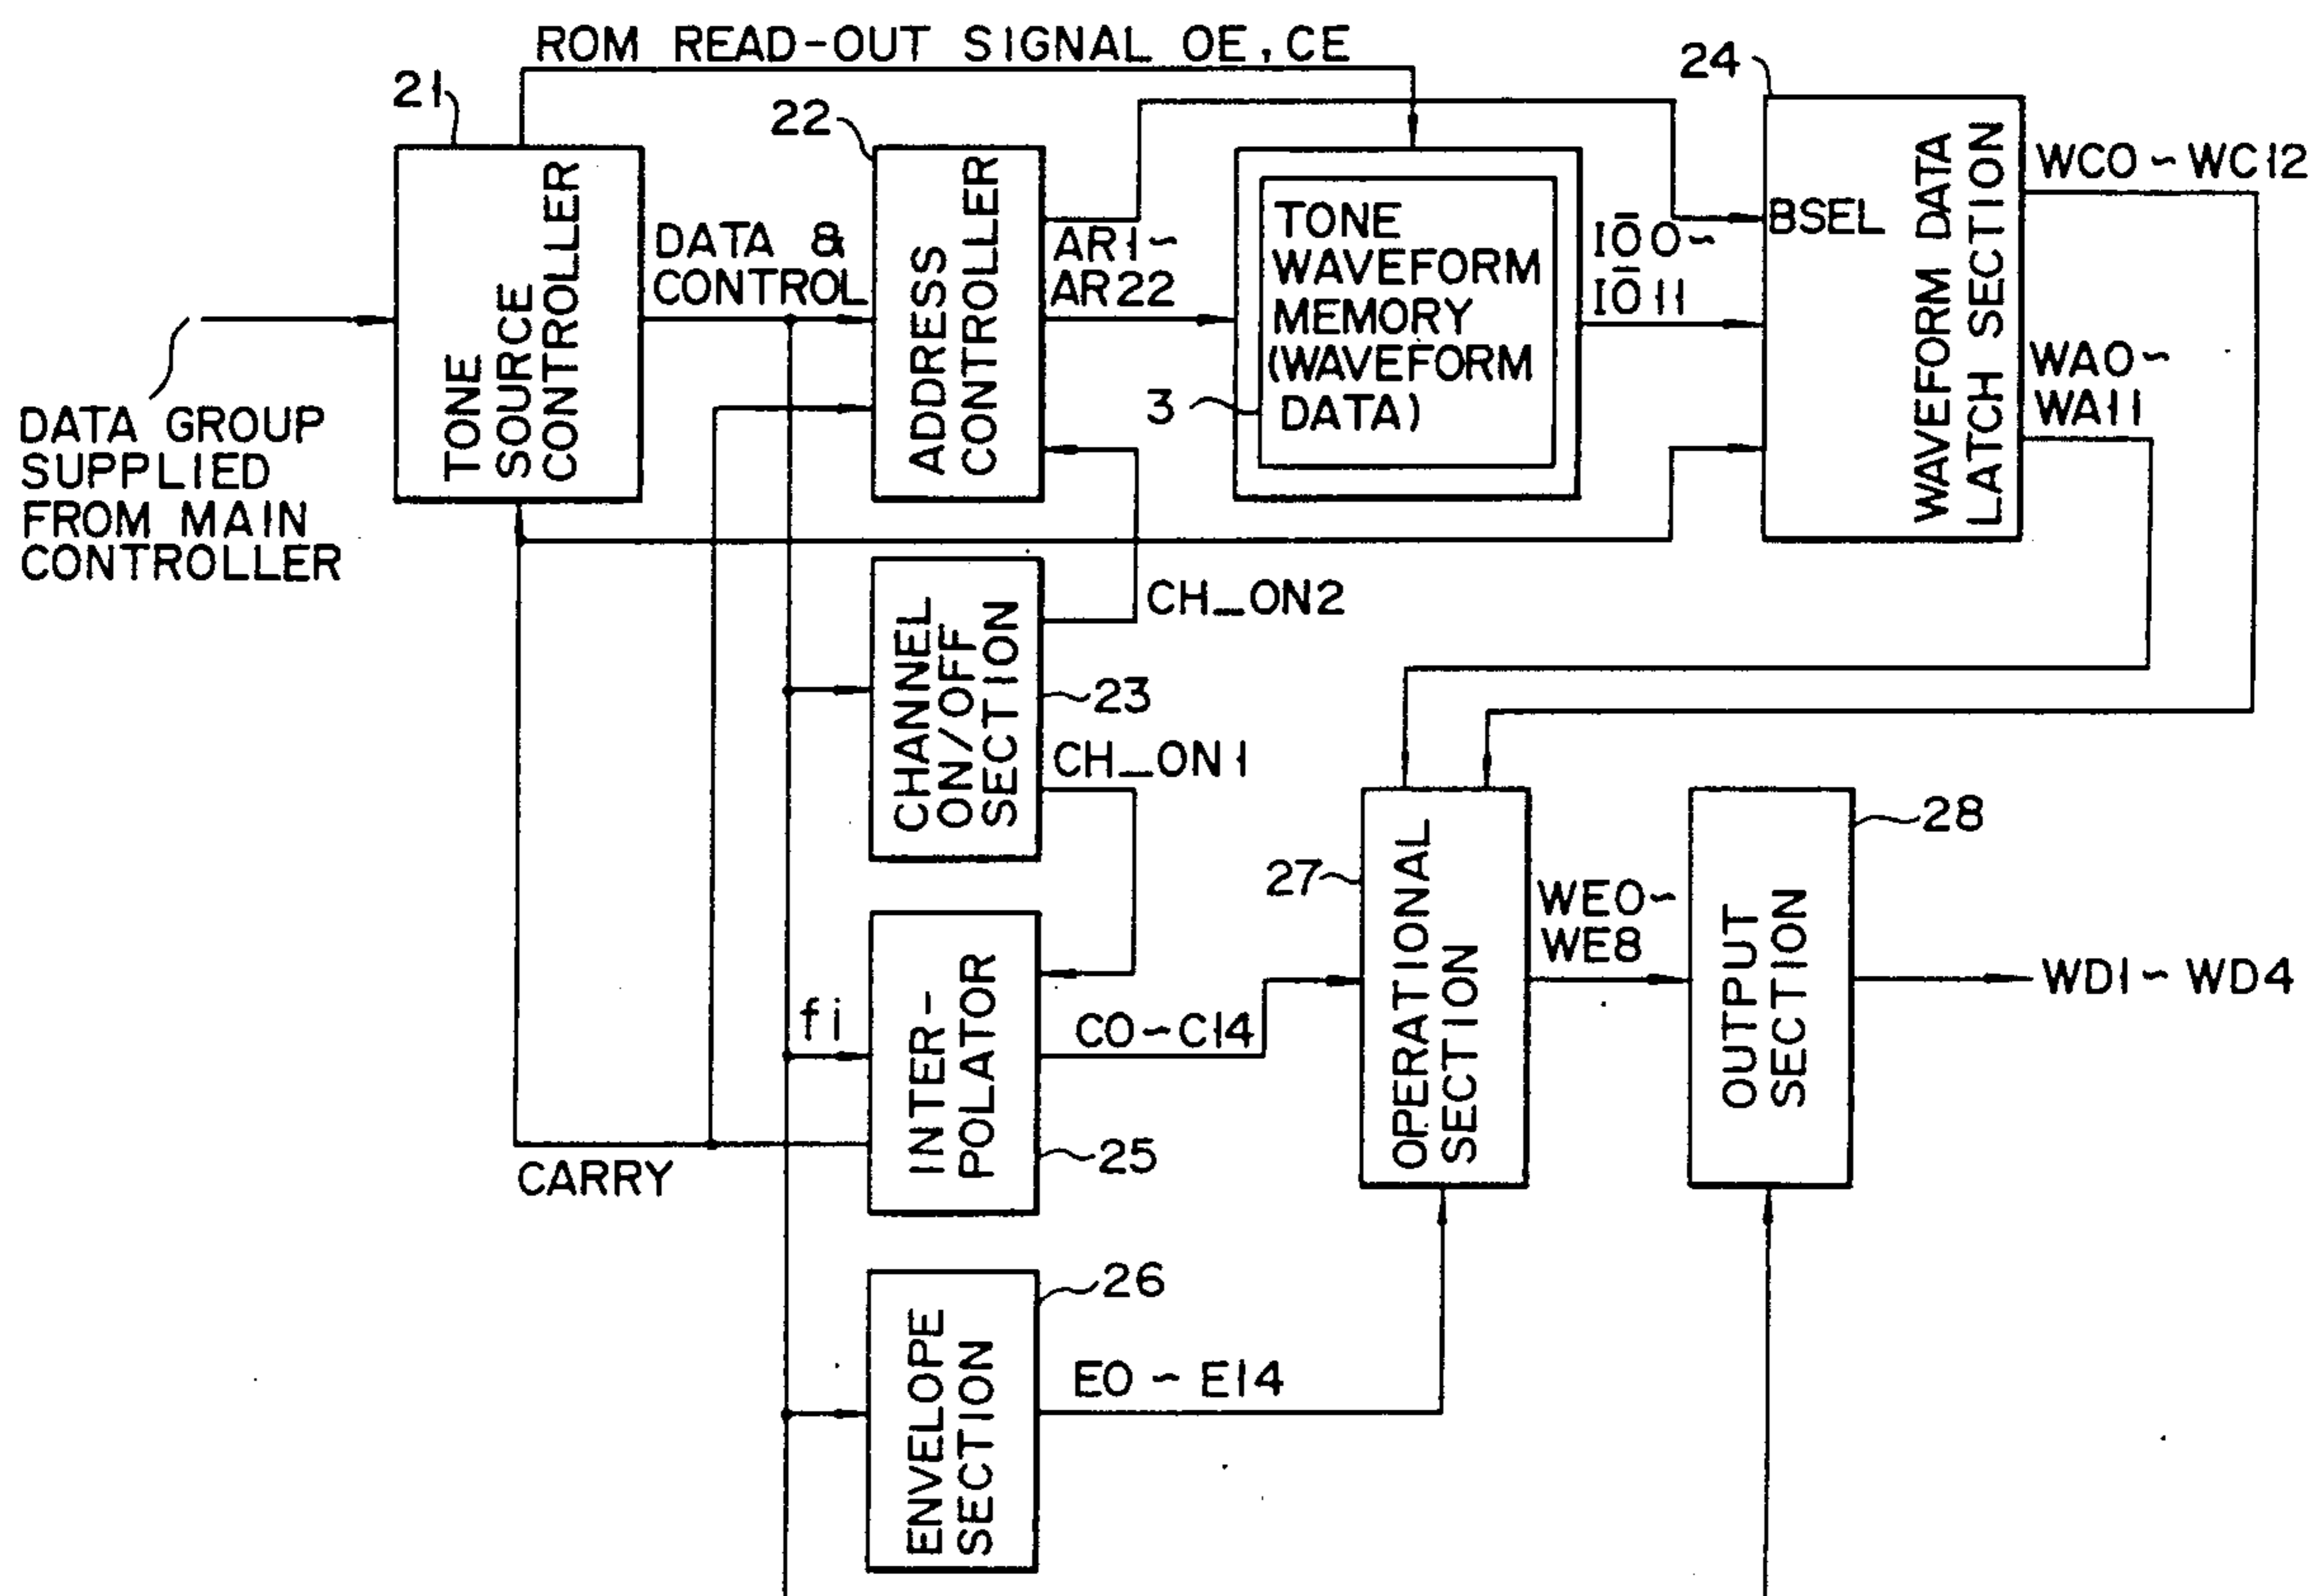 ROM READ-OUT SIGNAL OE, CE
21
22
24
TONE
SOURCE
CONTROLLER
DATA &
CONTROL
ADDRESS
CONTROLLER
AR1~
AR22
TONE
WAVEFORM
MEMORY
(WAVEFORM
DATA)
3
IŌ0~
IŌ11
BSEL
WAVEFORM DATA
LATCH SECTION
WC0~WC12
WA0~
WA11
DATA GROUP
SUPPLIED
FROM MAIN
CONTROLLER
CHANNEL
ON/OFF
SECTION
CH_ON2
23
CH_ON1
27
OPERATIONAL
SECTION
WE0~
WE8
28
OUTPUT
SECTION
WD1~WD4
fi
INTER-
POLATOR
C0~C14
25
CARRY
26
ENVELOPE
SECTION
E0~E14